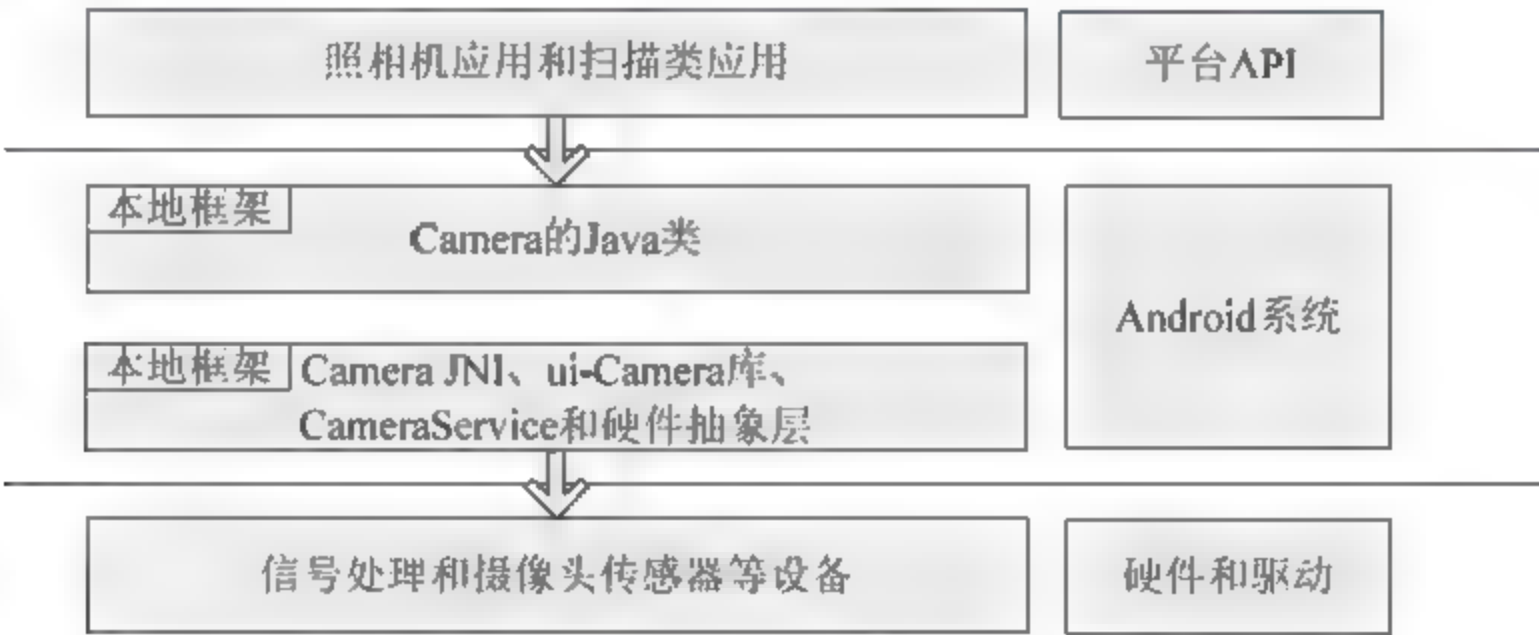 照相机应用和扫描类应用
平台API
本地框架
Camera的Java类
Android系统
本地框架
Camera JNI、ui-Camera库、
CameraService和硬件抽象层
信号处理和摄像头传感器等设备
硬件和驱动